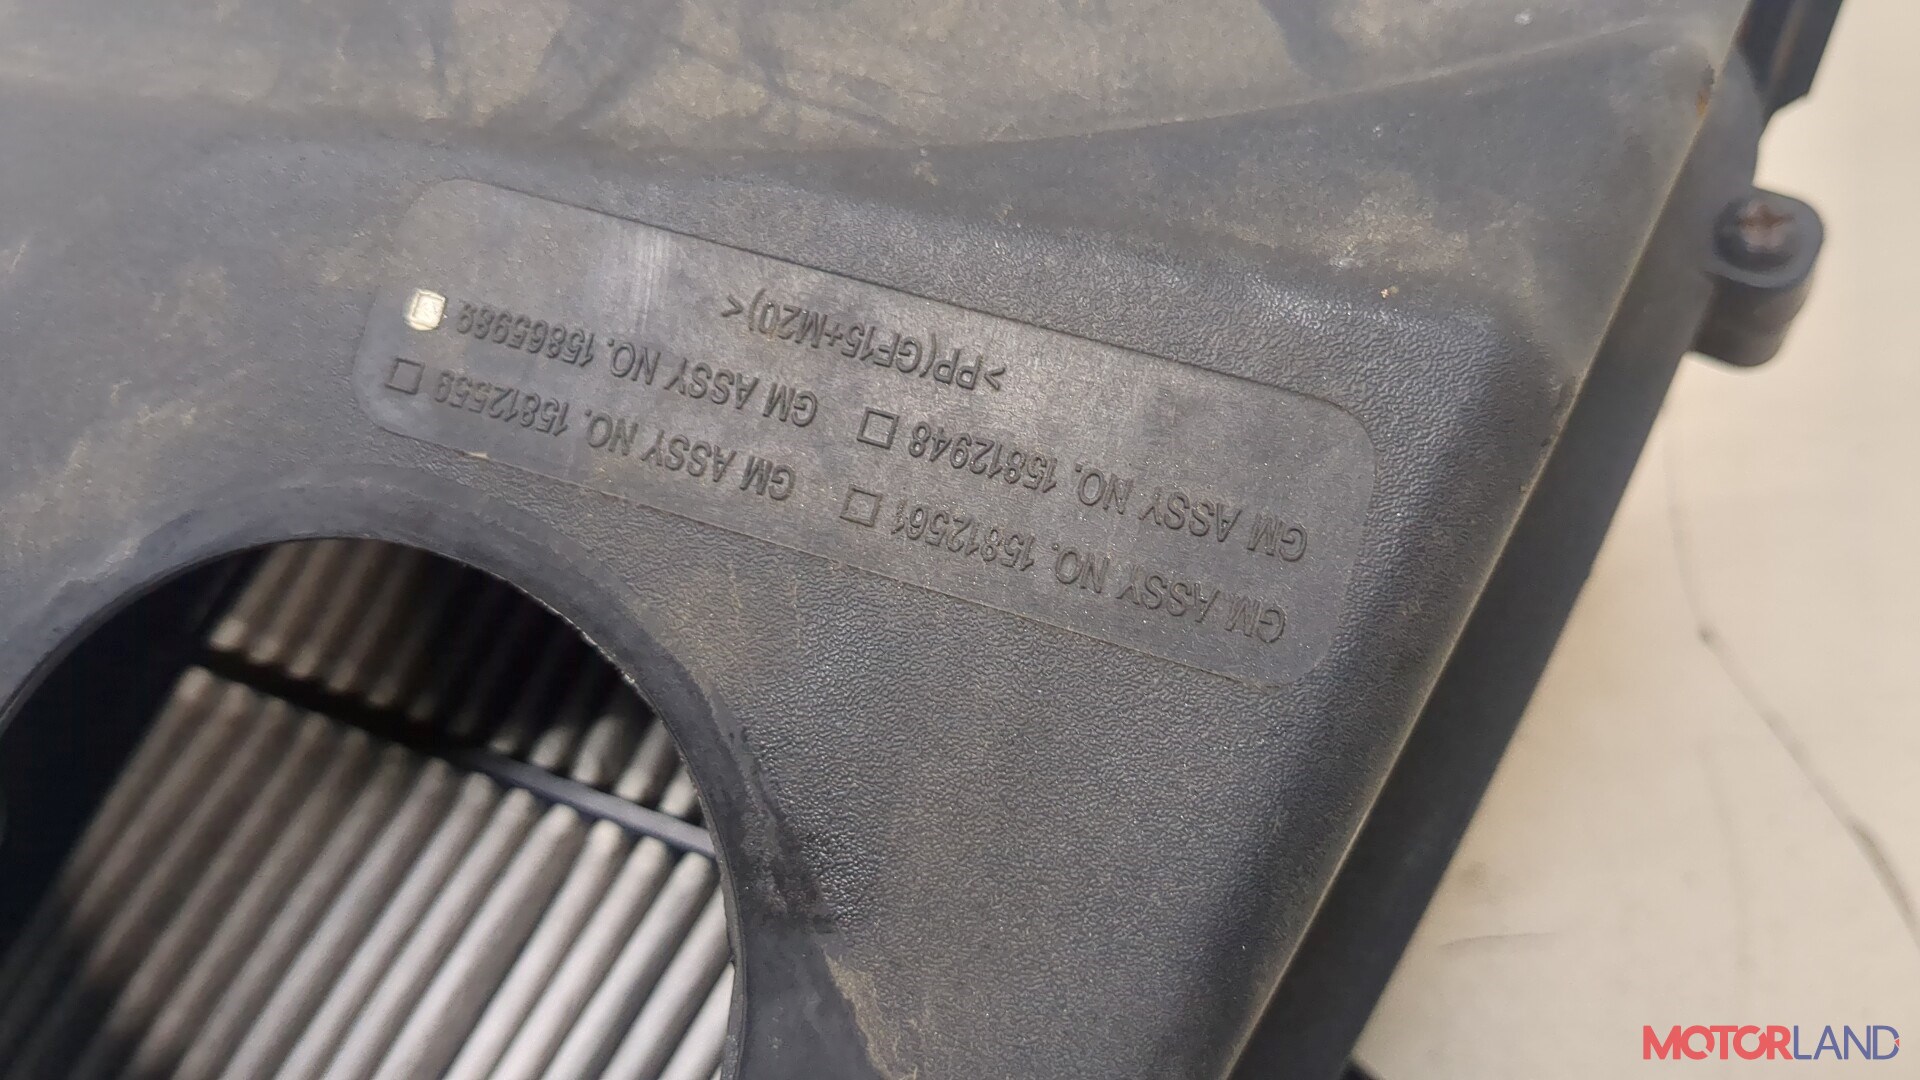 GM ASSY NO. 15812561 □ GM ASSY NO. 15812559 □
GM ASSY NO. 15812948 □ GM ASSY NO. 15865989 □
>PP(GF15+M20)<
MOTORLAND